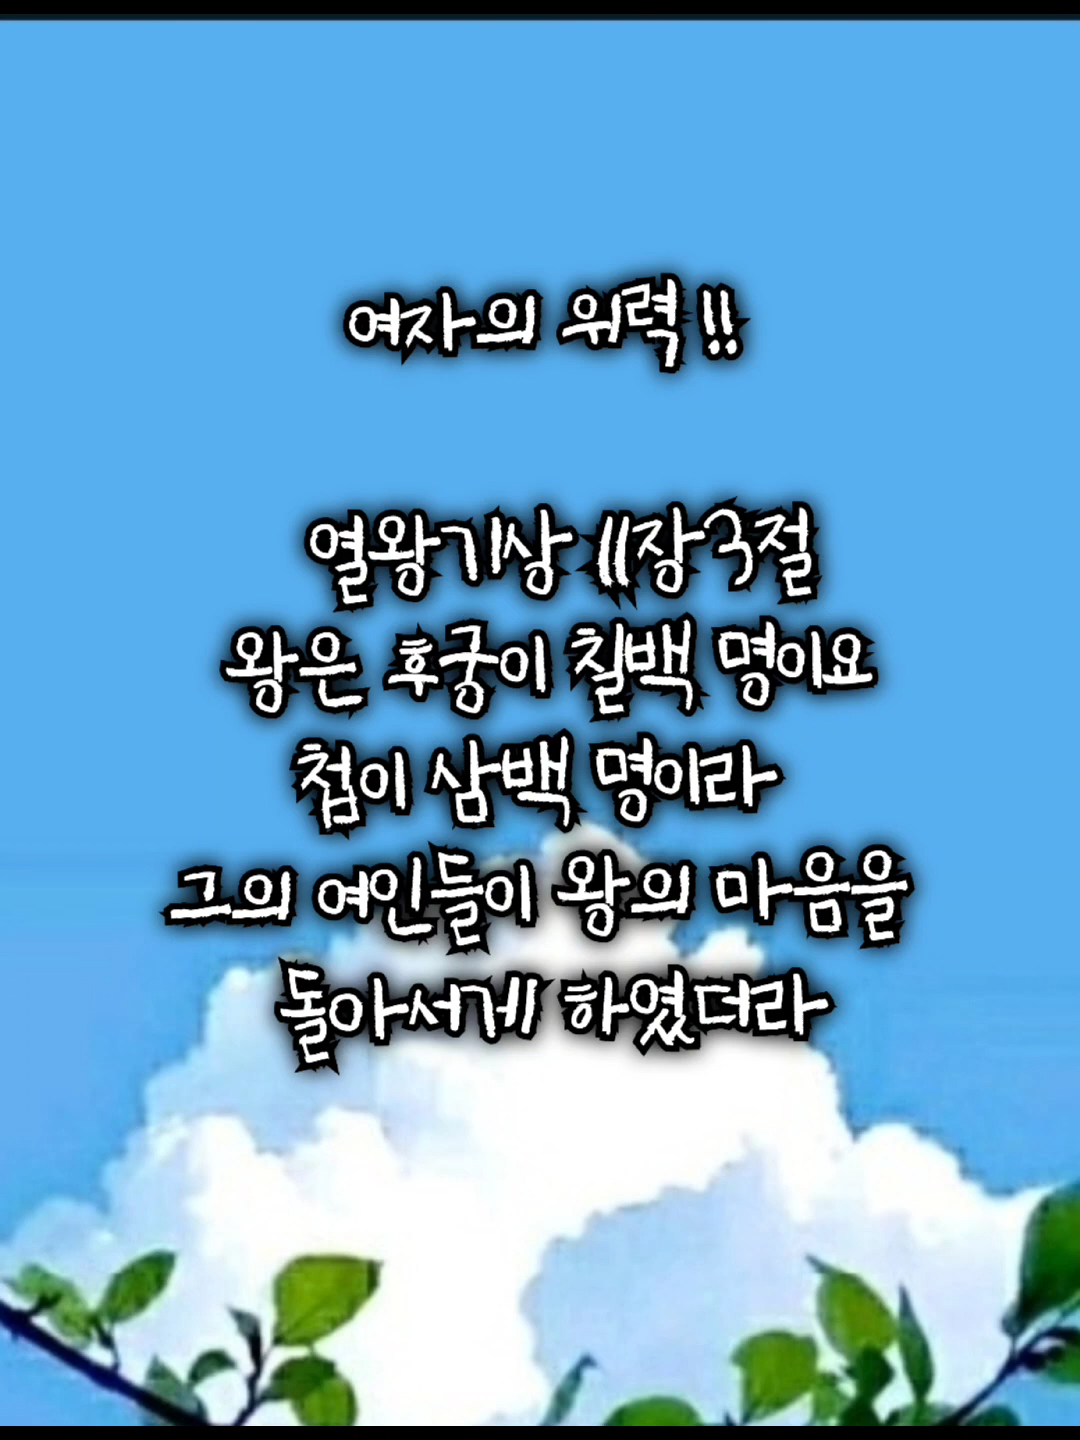 여자의 위력!!
열왕기상 11장3절
왕은 후궁이 칠백 명이요
첩이 삼백 명이라
그의 여인들이 왕의 마음을
돌아서게 하였더라